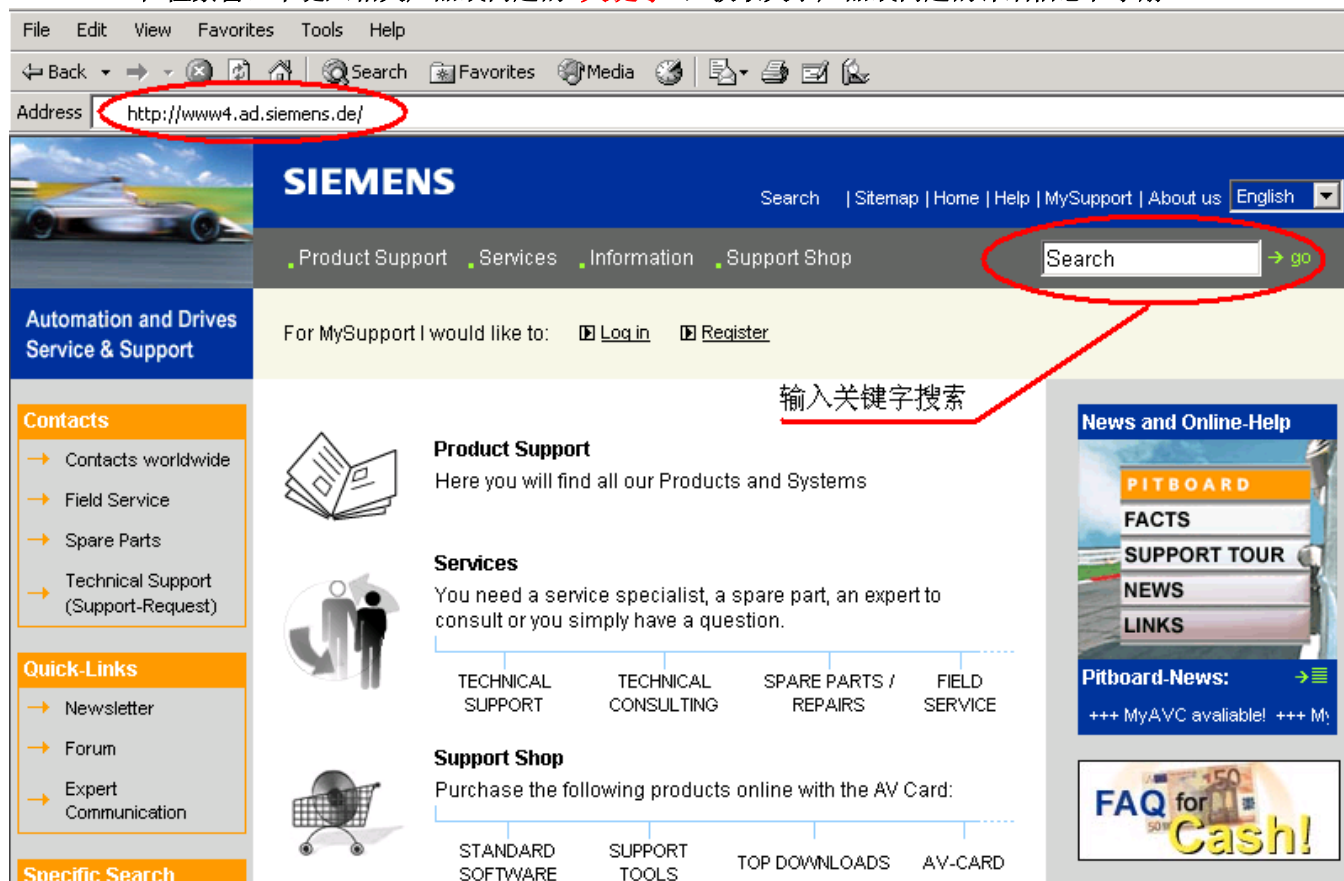 File Edit View Favorites Tools Help
Back Search Favorites Media
Address http://www4.ad.siemens.de/
SIEMENS
Search | Sitemap | Home | Help | MySupport | About us English
Product Support Services Information Support Shop Search go
Automation and Drives
Service & Support
For MySupport I would like to: Log in Register
输入关键字搜索
Contacts
Contacts worldwide
Field Service
Spare Parts
Technical Support
(Support-Request)
Quick-Links
Newsletter
Forum
Expert
Communication
Specific Search
Product Support
Here you will find all our Products and Systems
Services
You need a service specialist, a spare part, an expert to
consult or you simply have a question.
TECHNICAL
SUPPORT
TECHNICAL
CONSULTING
SPARE PARTS /
REPAIRS
FIELD
SERVICE
Support Shop
Purchase the following products online with the AV Card:
STANDARD
SOFTWARE
SUPPORT
TOOLS
TOP DOWNLOADS
AV-CARD
News and Online-Help
PITBOARD
FACTS
SUPPORT TOUR
NEWS
LINKS
Pitboard-News:
+++ MyAVC avaliable! +++
FAQ for
Cash!